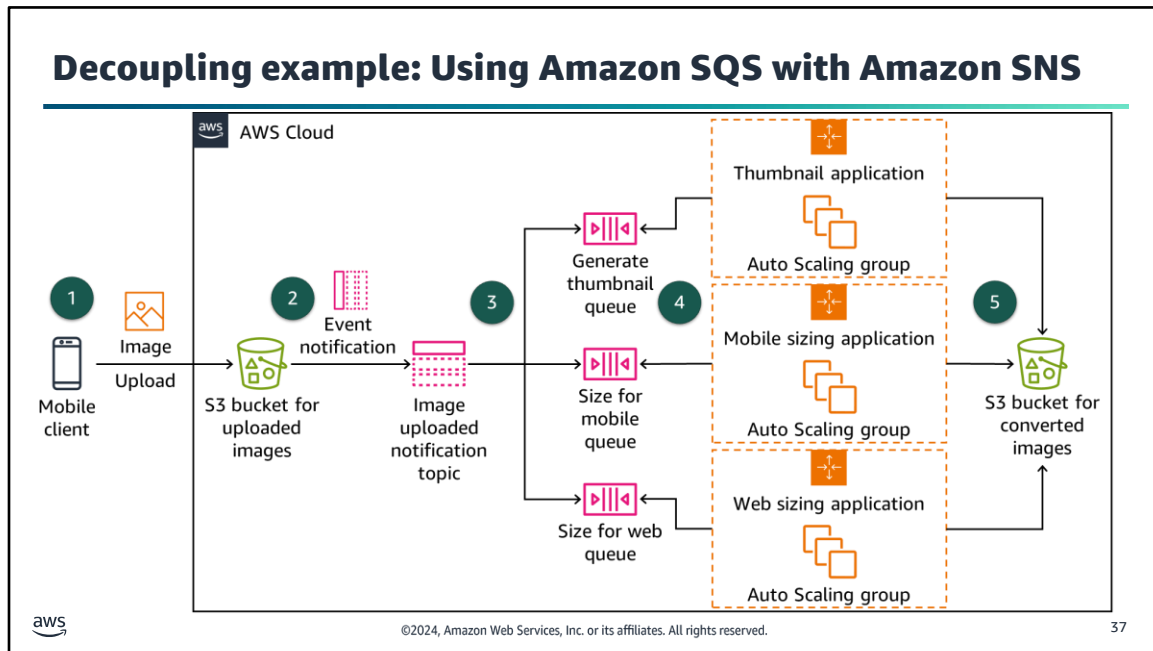 Decoupling example: Using Amazon SQS with Amazon SNS
aws
AWS Cloud
1
Image
Upload
Mobile
client
2
Event
notification
S3 bucket for
uploaded
images
Image
uploaded
notification
topic
3
Generate
thumbnail
queue
Size for
mobile
queue
Size for web
queue
4
Thumbnail application
Auto Scaling group
Mobile sizing application
Auto Scaling group
Web sizing application
Auto Scaling group
5
S3 bucket for
converted
images
aws
©2024, Amazon Web Services, Inc. or its affiliates. All rights reserved.
37